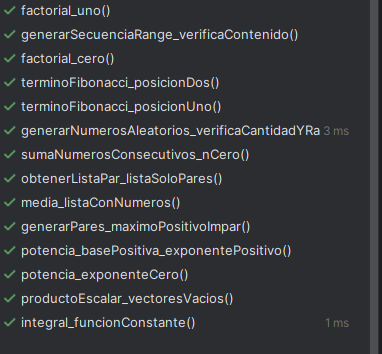 factorial_uno()
generarSecuenciaRange_verificaContenido()
factorial_cero()
terminoFibonacci_posicionDos()
terminoFibonacci_posicionUno()
generarNumerosAleatorios_verificaCantidadYRa 3 ms
sumaNumerosConsecutivos_nCero()
obtenerListaPar_listaSoloPares()
media_listaConNumeros()
generarPares_maximoPositivoImpar()
potencia_basePositiva_exponentePositivo()
potencia_exponenteCero()
productoEscalar_vectoresVacios()
integral_funcionConstante() 1 ms